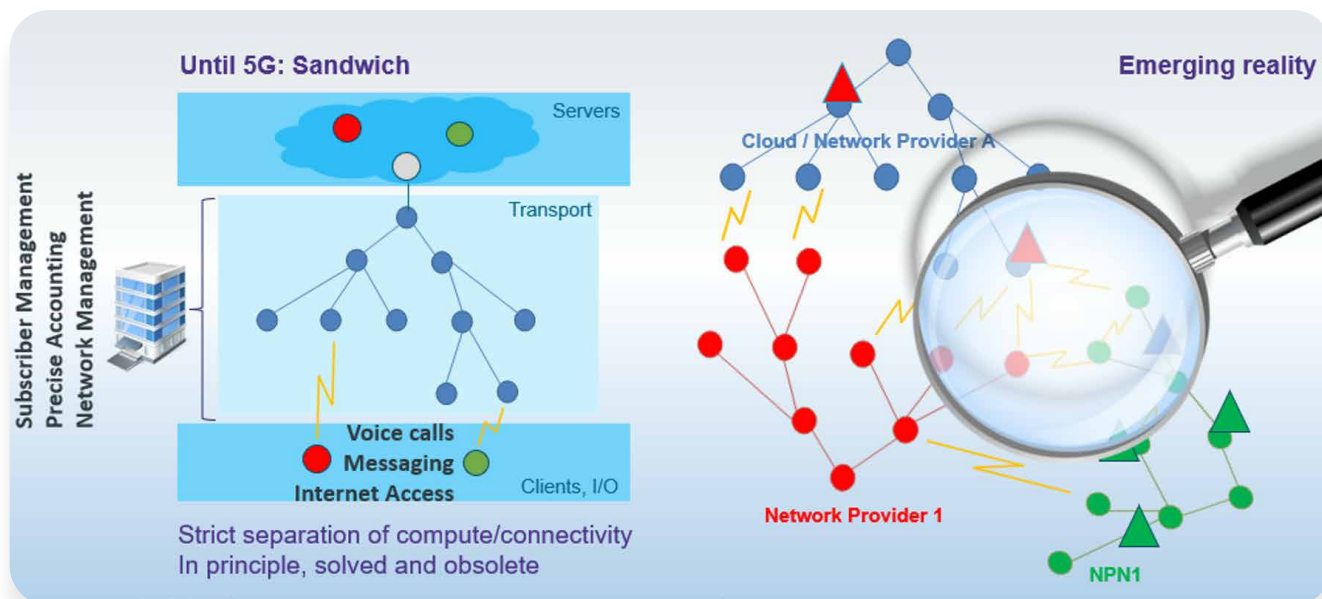 Until 5G: Sandwich
Servers
Transport
Subscriber Management
Precise Accounting
Network Management
Voice calls
Messaging
Internet Access
Clients, I/O
Strict separation of compute/connectivity
In principle, solved and obsolete
Emerging reality
Cloud / Network Provider A
Network Provider 1
NPN1